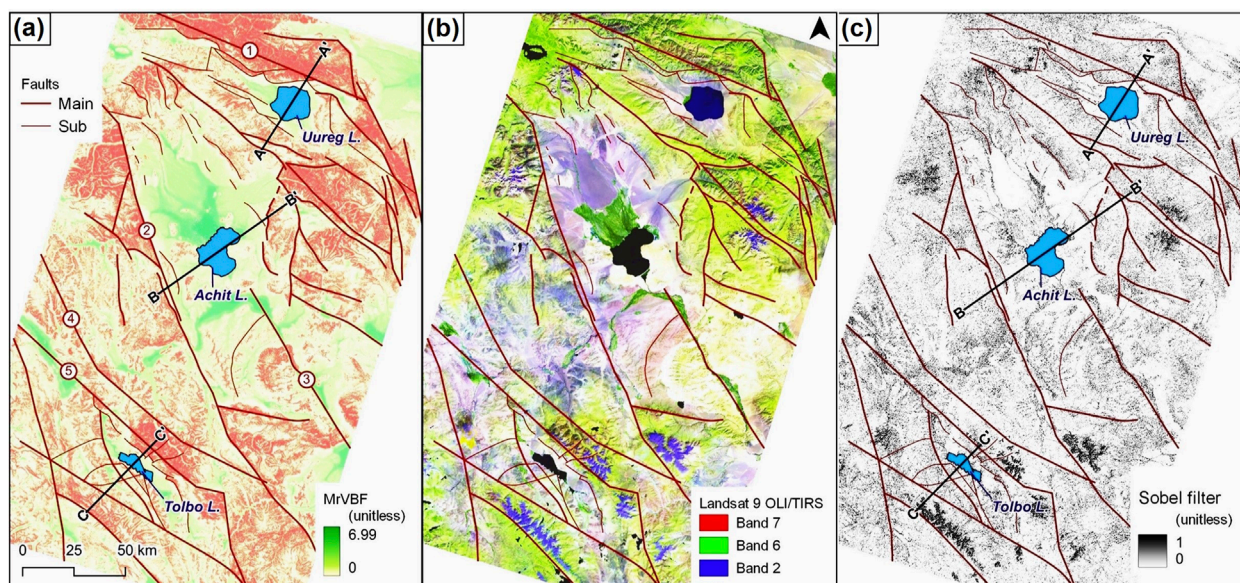 (a)
Faults
Main
Sub
1
A'
A
Uureg L.
B'
2
B
Achit L.
4
5
3
C'
C
Tolbo L.
0 25 50 km
MrVBF
(unitless)
6.99
0
(b)
Landsat 9 OLI/TIRS
Band 7
Band 6
Band 2
(c)
A'
Uureg L.
A
B'
Achit L.
B
C'
C
Tolbo L.
Sobel filter
(unitless)
1
0